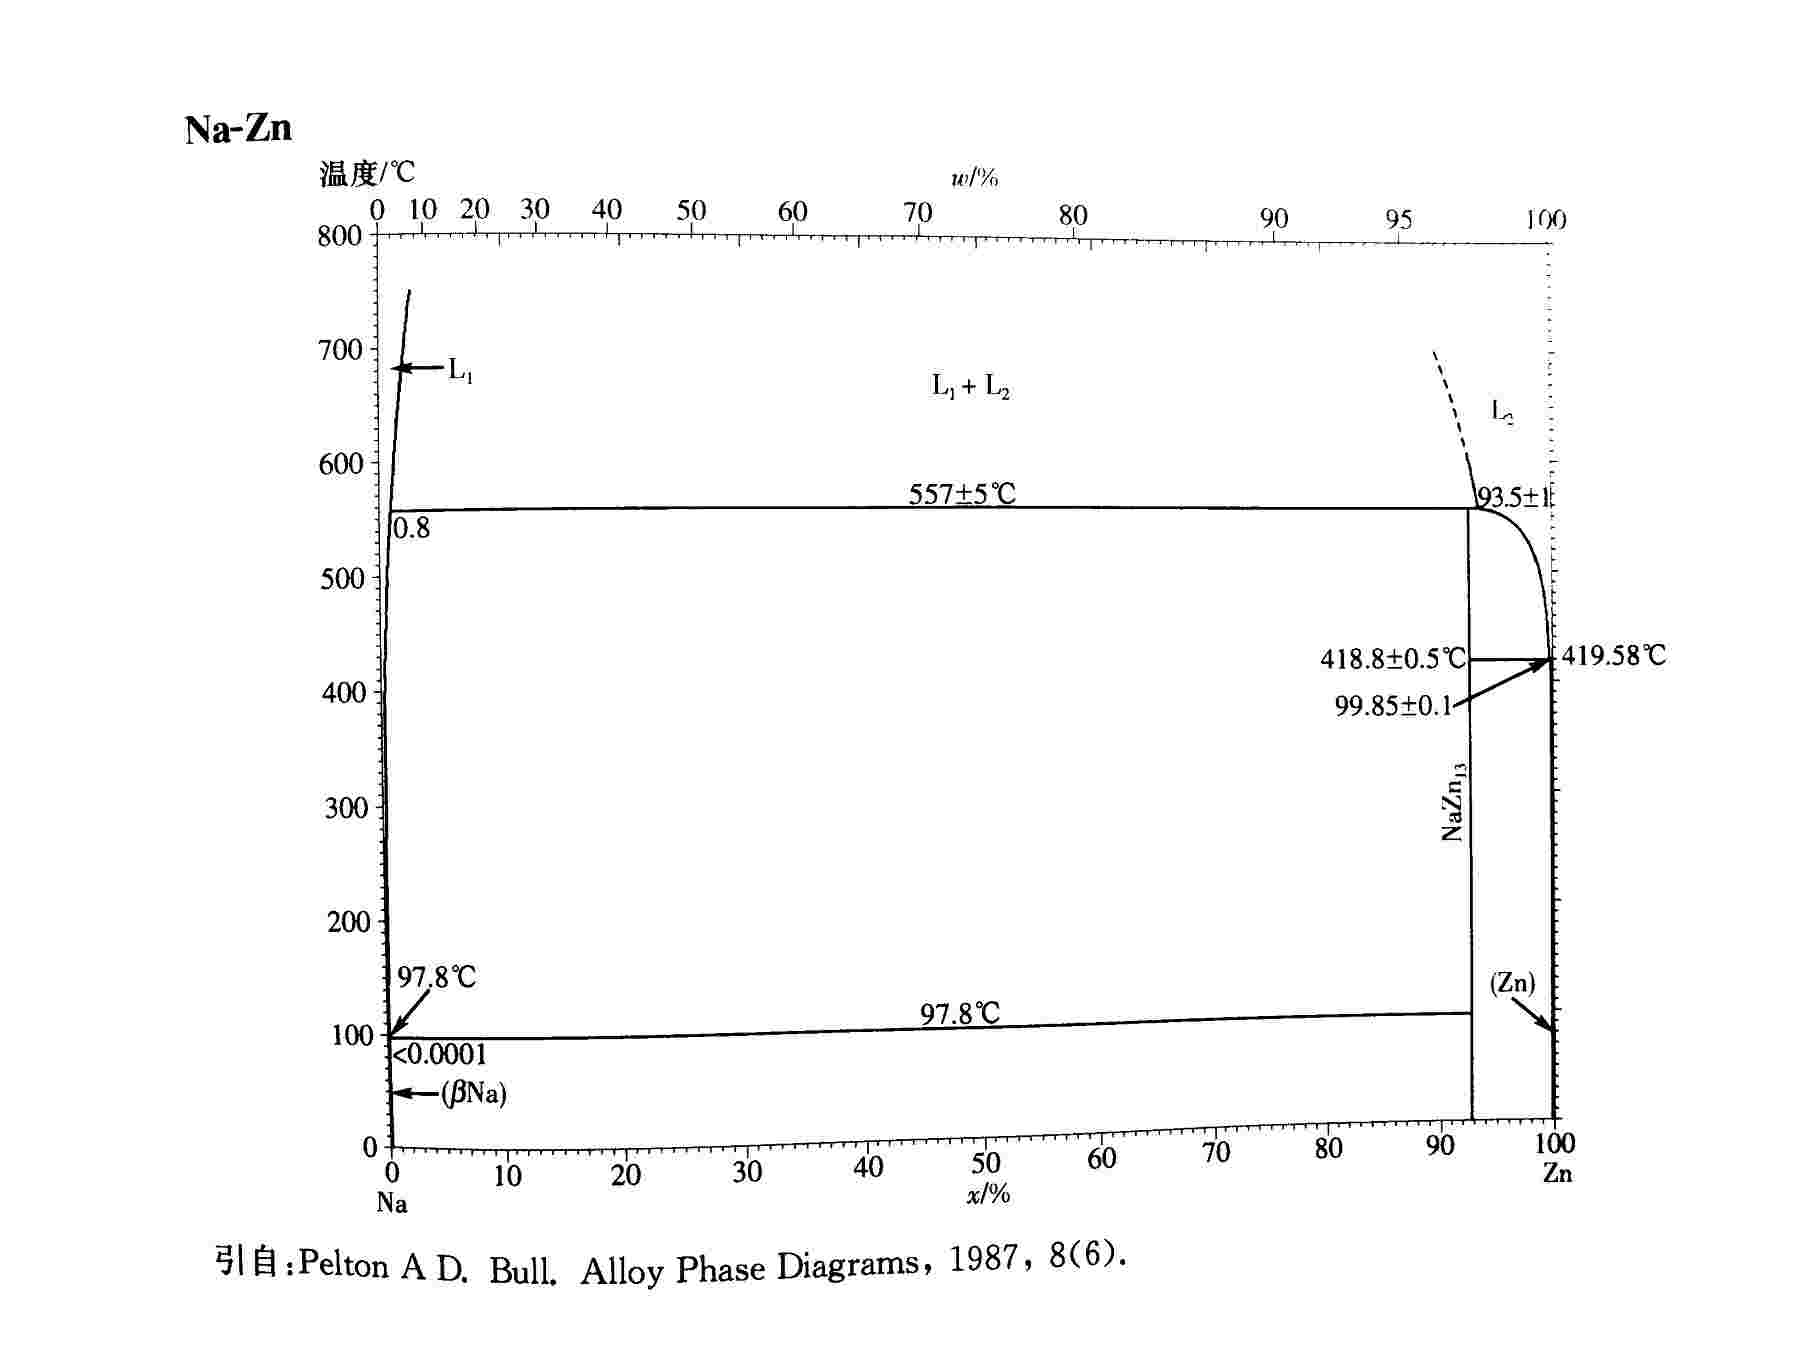 Na-Zn
温度/℃
w/%
0 10 20 30 40 50 60 70 80 90 95 100
800
700
L₁
L₁ + L₂
L₂
600
557±5℃
93.5±1
0.8
500
418.8±0.5℃
419.58℃
400
99.85±0.1
NaZn₁₃
300
200
97.8℃
(Zn)
97.8℃
100
<0.0001
(βNa)
0
0 10 20 30 40 50 60 70 80 90 100
Na
x/%
Zn
引自:Pelton A D. Bull. Alloy Phase Diagrams, 1987, 8(6).